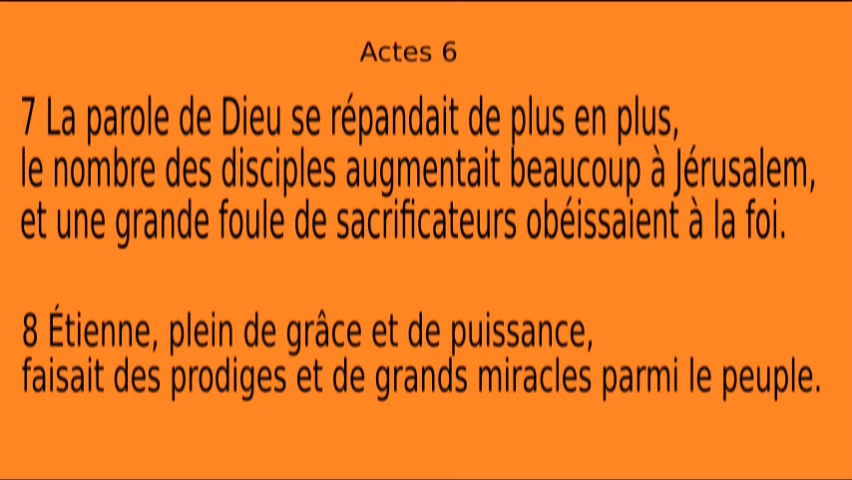 Actes 6
7 La parole de Dieu se répandait de plus en plus,
le nombre des disciples augmentait beaucoup à Jérusalem,
et une grande foule de sacrificateurs obéissaient à la foi.
8 Étienne, plein de grâce et de puissance,
faisait des prodiges et de grands miracles parmi le peuple.